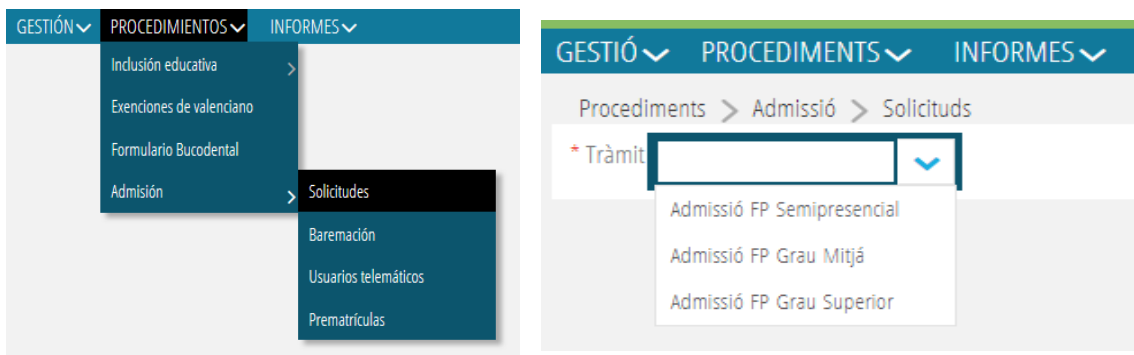 GESTIÓN PROCEDIMIENTOS INFORMES
Inclusión educativa
Exenciones de valenciano
Formulario Bucodental
Admisión
Solicitudes
Baremación
Usuarios telemáticos
Prematrículas
GESTIÓ PROCEDIMENTS INFORMES
Procediments > Admissió > Solicituds
* Tràmit
Admissió FP Semipresencial
Admissió FP Grau Mitjá
Admissió FP Grau Superior